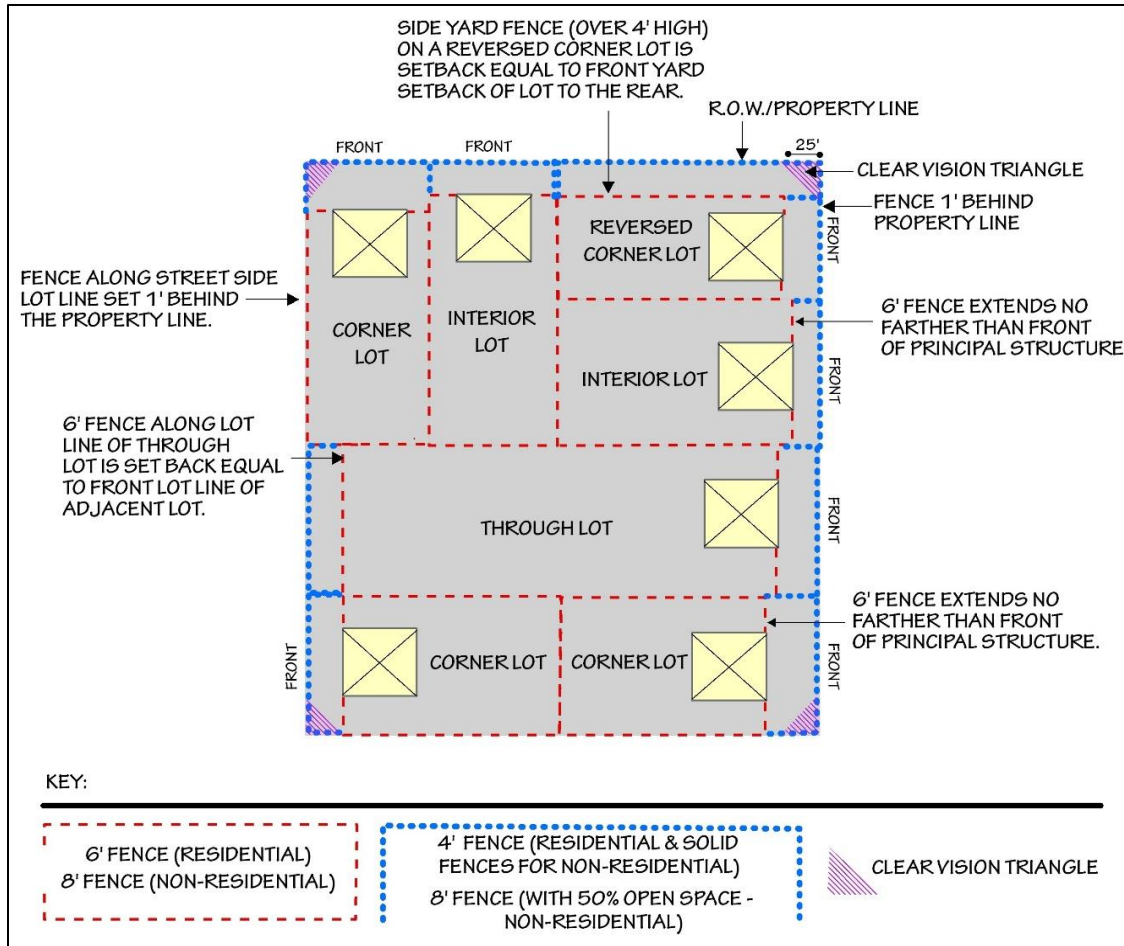 SIDE YARD FENCE (OVER 4' HIGH)
ON A REVERSED CORNER LOT IS
SETBACK EQUAL TO FRONT YARD
SETBACK OF LOT TO THE REAR.
R.O.W./PROPERTY LINE
FRONT
FRONT
25'
CLEAR VISION TRIANGLE
FENCE 1' BEHIND
PROPERTY LINE
FRONT
REVERSED
CORNER LOT
FENCE ALONG STREET SIDE
LOT LINE SET 1' BEHIND
THE PROPERTY LINE.
CORNER
LOT
INTERIOR
LOT
6' FENCE EXTENDS NO
FARTHER THAN FRONT
OF PRINCIPAL STRUCTURE
INTERIOR LOT
FRONT
6' FENCE ALONG LOT
LINE OF THROUGH
LOT IS SET BACK EQUAL
TO FRONT LOT LINE OF
ADJACENT LOT.
THROUGH LOT
FRONT
6' FENCE EXTENDS NO
FARTHER THAN FRONT
OF PRINCIPAL STRUCTURE.
FRONT
CORNER LOT
CORNER LOT
FRONT
KEY:
6' FENCE (RESIDENTIAL)
8' FENCE (NON-RESIDENTIAL)
4' FENCE (RESIDENTIAL & SOLID
FENCES FOR NON-RESIDENTIAL)
8' FENCE (WITH 50% OPEN SPACE -
NON-RESIDENTIAL)
CLEAR VISION TRIANGLE